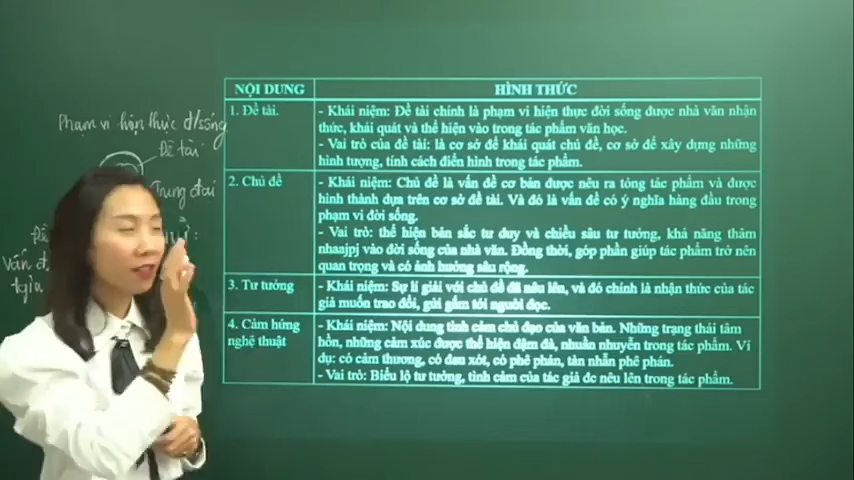 Phạm vi hiện thực đ/sống
Đề tài
Trung đại
vấn đ
NỘI DUNG
HÌNH THỨC
1. Đề tài.
- Khái niệm: Đề tài chính là phạm vi hiện thực đời sống được nhà văn nhận
thức, khái quát và thể hiện vào trong tác phẩm văn học.
- Vai trò của đề tài: là cơ sở để khái quát chủ đề, cơ sở để xây dựng những
hình tượng, tính cách điển hình trong tác phẩm.
2. Chủ đề
- Khái niệm: Chủ đề là vấn đề cơ bản được nêu ra tỏng tác phẩm và được
hình thành dựa trên cơ sở đề tài. Và đó là vấn đề có ý nghĩa hàng đầu trong
phạm vi đời sống.
- Vai trò: thể hiện bản sắc tư duy và chiều sâu tư tưởng, khả năng thâm
nhaajpj vào đời sống của nhà văn. Đồng thời, góp phần giúp tác phẩm trở nên
quan trọng và có ảnh hưởng sâu rộng.
3. Tư tưởng
- Khái niệm: Sự lí giải với chủ đề đã nêu lên, và đó chính là nhận thức của tác
giả muốn trao đổi, gửi gắm tới người đọc.
4. Cảm hứng
nghệ thuật
- Khái niệm: Nội dung tình cảm chủ đạo của văn bản. Những trạng thái tâm
hồn, những cảm xúc được thể hiện đậm, nhuần nhuyễn trong tác phẩm. Ví
dụ: có cảm thương, có đau xót, có phê phán, tàn nhẫn phê phán.
- Vai trò: Biểu lộ tư tưởng, tình cảm của tác giả đc nêu lên trong tác phẩm.